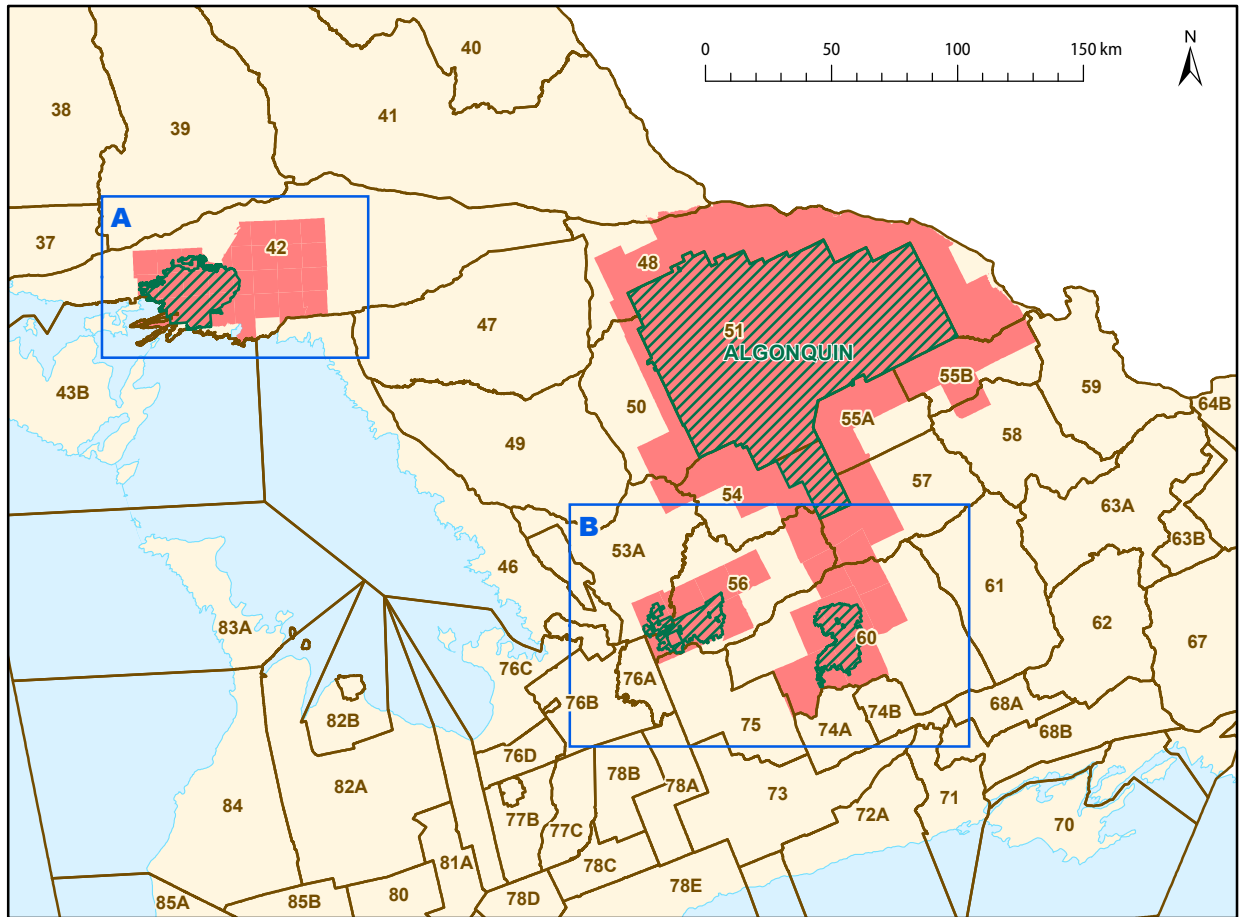 N
0 50 100 150 km
40
38
41
39
A
42
37
48
47
51
ALGONQUIN
55B
59
43B
50
55A
64B
49
58
57
54
63A
B
53A
63B
46
56
61
62
83A
60
67
76C
76A
76B
68A
82B
74B
75
74A
68B
76D
78B
78A
82A
73
71
84
77B
72A
70
77C
81A
78C
78E
80
78D
85A
85B